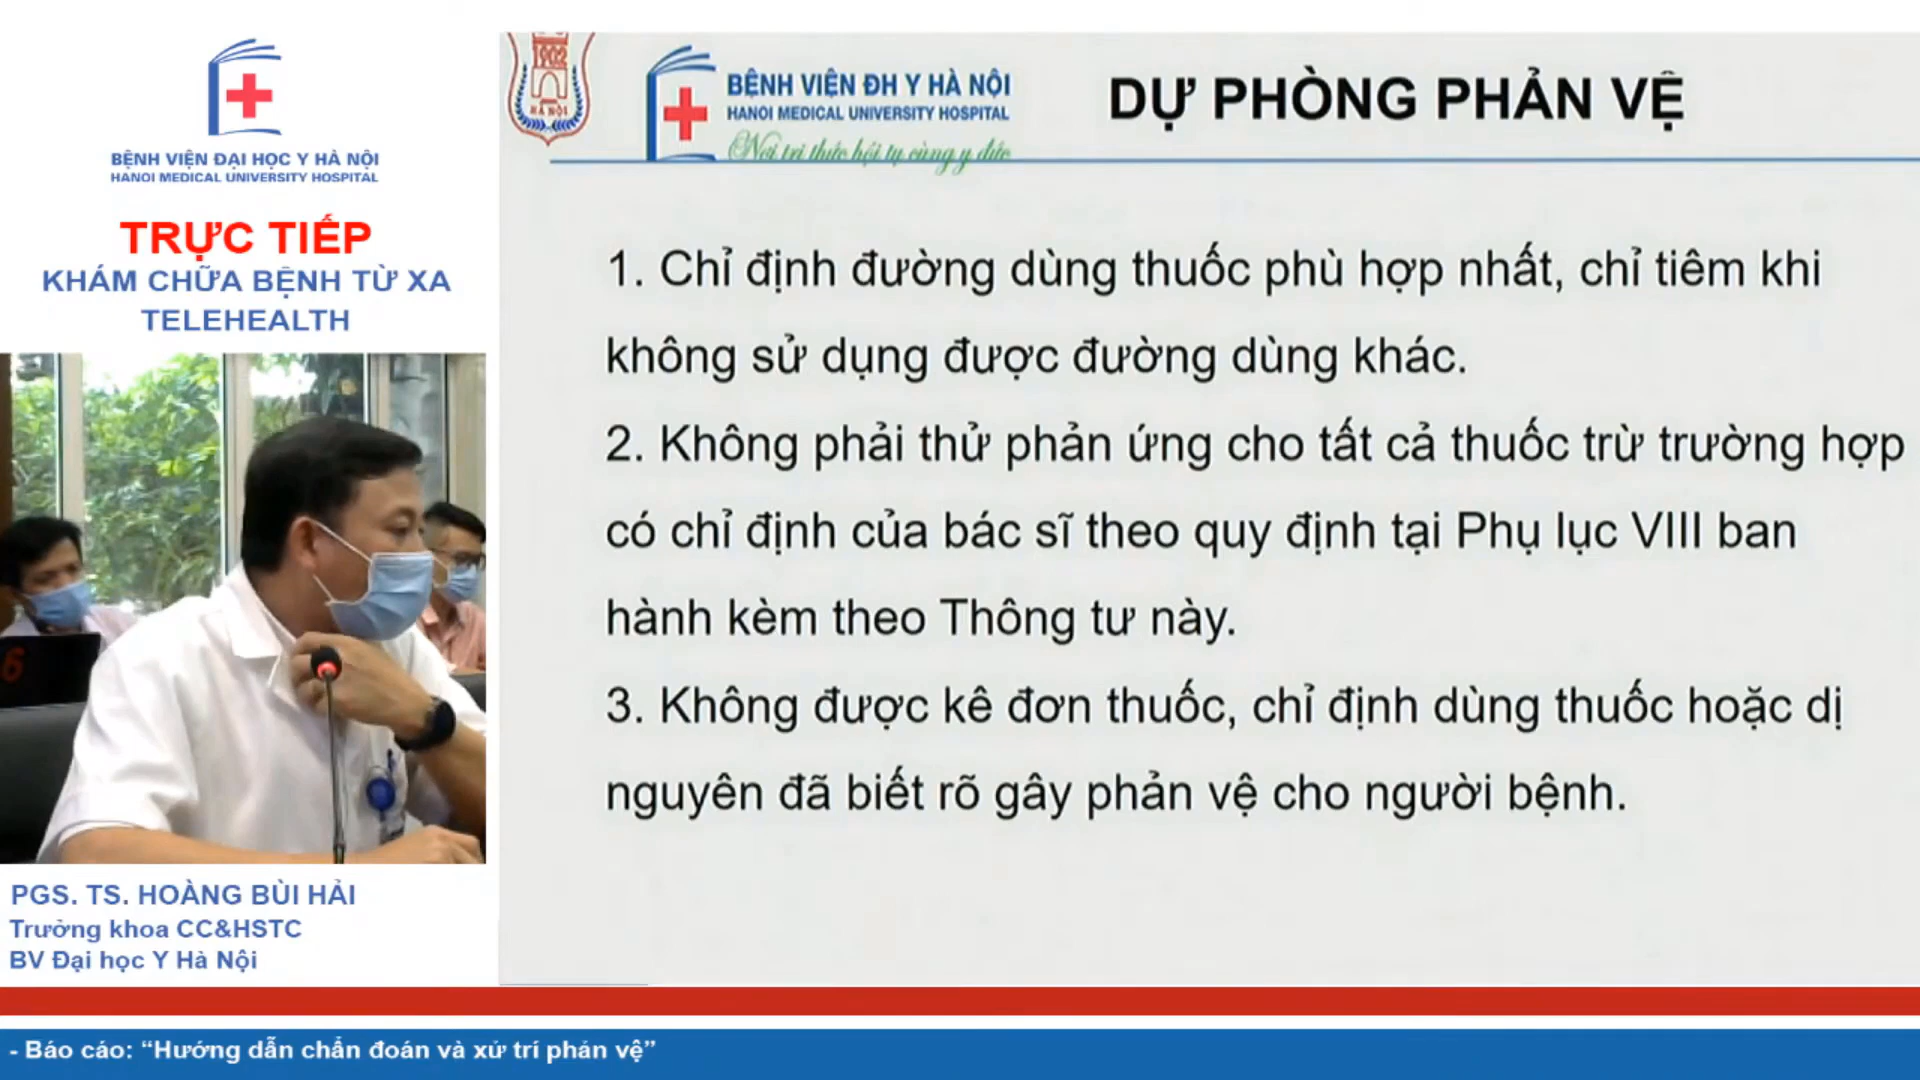 BỆNH VIỆN ĐẠI HỌC Y HÀ NỘI
HANOI MEDICAL UNIVERSITY HOSPITAL
TRỰC TIẾP
KHÁM CHỮA BỆNH TỪ XA
TELEHEALTH
6
PGS. TS. HOÀNG BÙI HẢI
Trưởng khoa CC&HSTC
BV Đại học Y Hà Nội
1902
HÀ NỘI
BỆNH VIỆN ĐH Y HÀ NỘI
HANOI MEDICAL UNIVERSITY HOSPITAL
Nơi tri thức hội tụ cùng y đức
DỰ PHÒNG PHẢN VỆ
1. Chỉ định đường dùng thuốc phù hợp nhất, chỉ tiêm khi
không sử dụng được đường dùng khác.
2. Không phải thử phản ứng cho tất cả thuốc trừ trường hợp
có chỉ định của bác sĩ theo quy định tại Phụ lục VIII ban
hành kèm theo Thông tư này.
3. Không được kê đơn thuốc, chỉ định dùng thuốc hoặc dị
nguyên đã biết rõ gây phản vệ cho người bệnh.
- Báo cáo: “Hướng dẫn chẩn đoán và xử trí phản vệ”